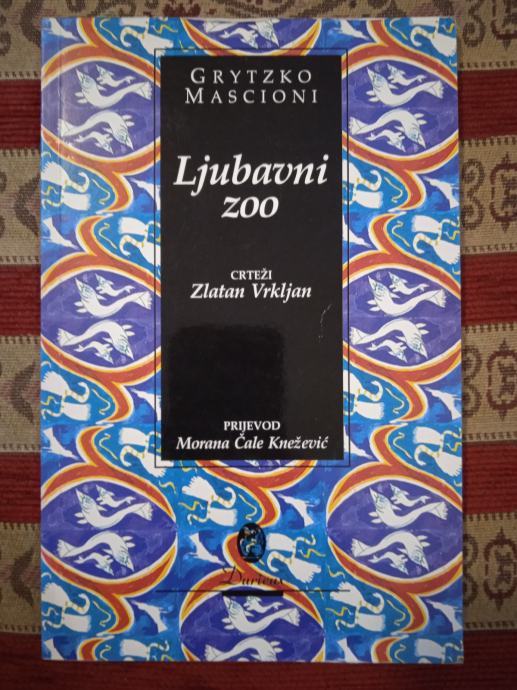 GRYTZKO
MASCIONI
Ljubavni
zoo
CRTEŽI
Zlatan Vrkljan
PRIJEVOD
Morana Čale Knežević
Durieux